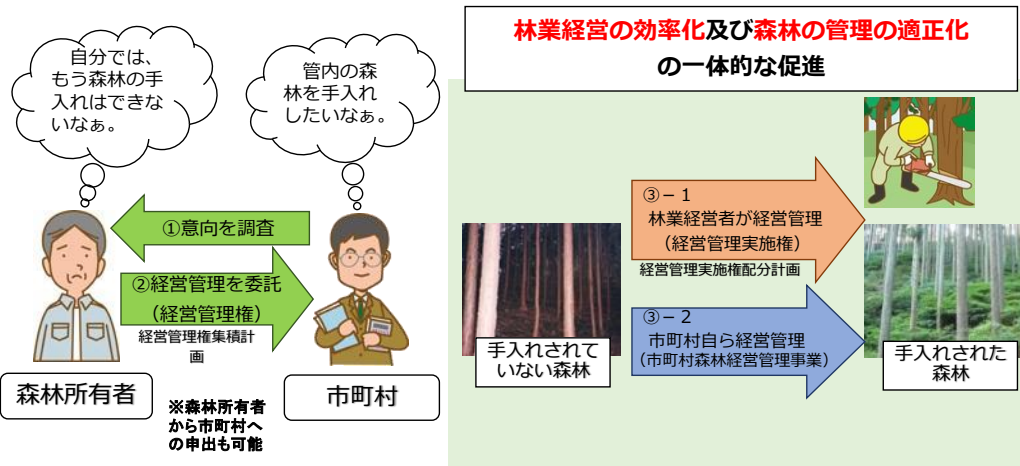 自分では、
もう森林の手
入れはできな
いなぁ。
管内の森
林を手入れ
したいなぁ。
①意向を調査
②経営管理を委託
（経営管理権）
経営管理権集積計
画
森林所有者
市町村
※森林所有者
から市町村へ
の申出も可能
林業経営の効率化及び森林の管理の適正化
の一体的な促進
③－１
林業経営者が経営管理
（経営管理実施権）
経営管理実施権配分計画
③－２
市町村自ら経営管理
（市町村森林経営管理事業）
手入れされて
いない森林
手入れされた
森林